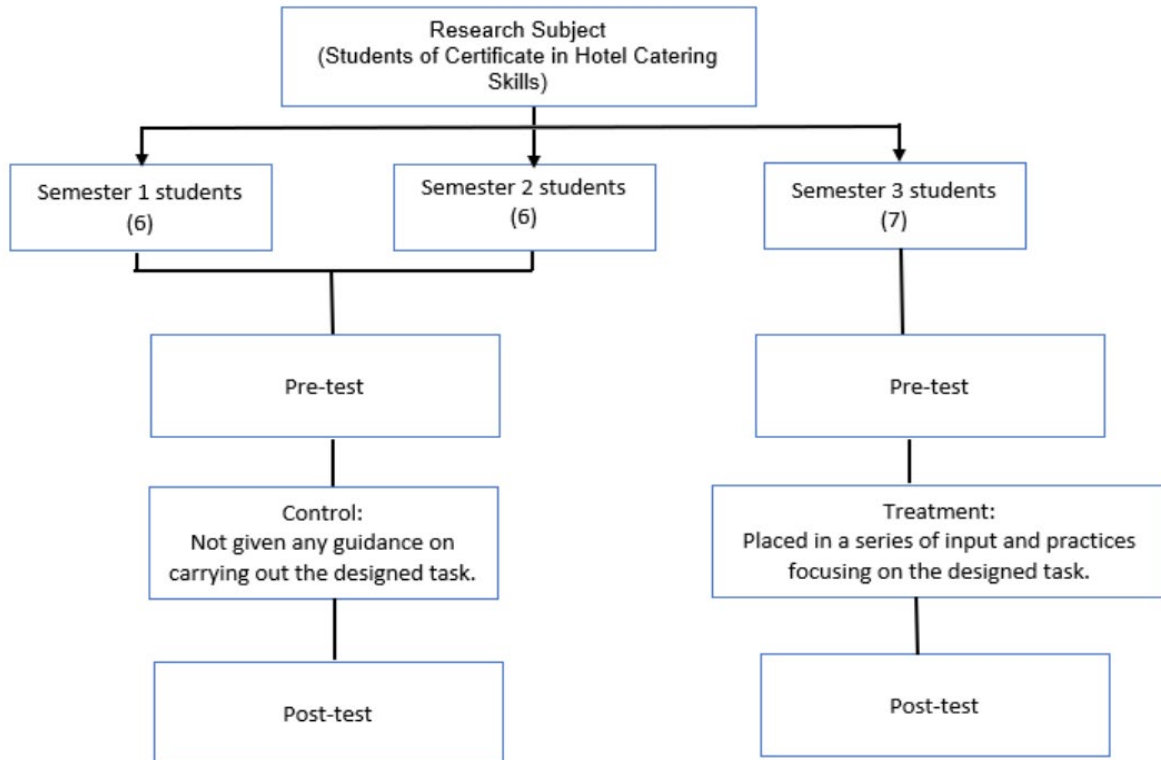 Research Subject
(Students of Certificate in Hotel Catering
Skills)
Semester 1 students
(6)
Semester 2 students
(6)
Semester 3 students
(7)
Pre-test
Pre-test
Control:
Not given any guidance on
carrying out the designed task.
Treatment:
Placed in a series of input and practices
focusing on the designed task.
Post-test
Post-test